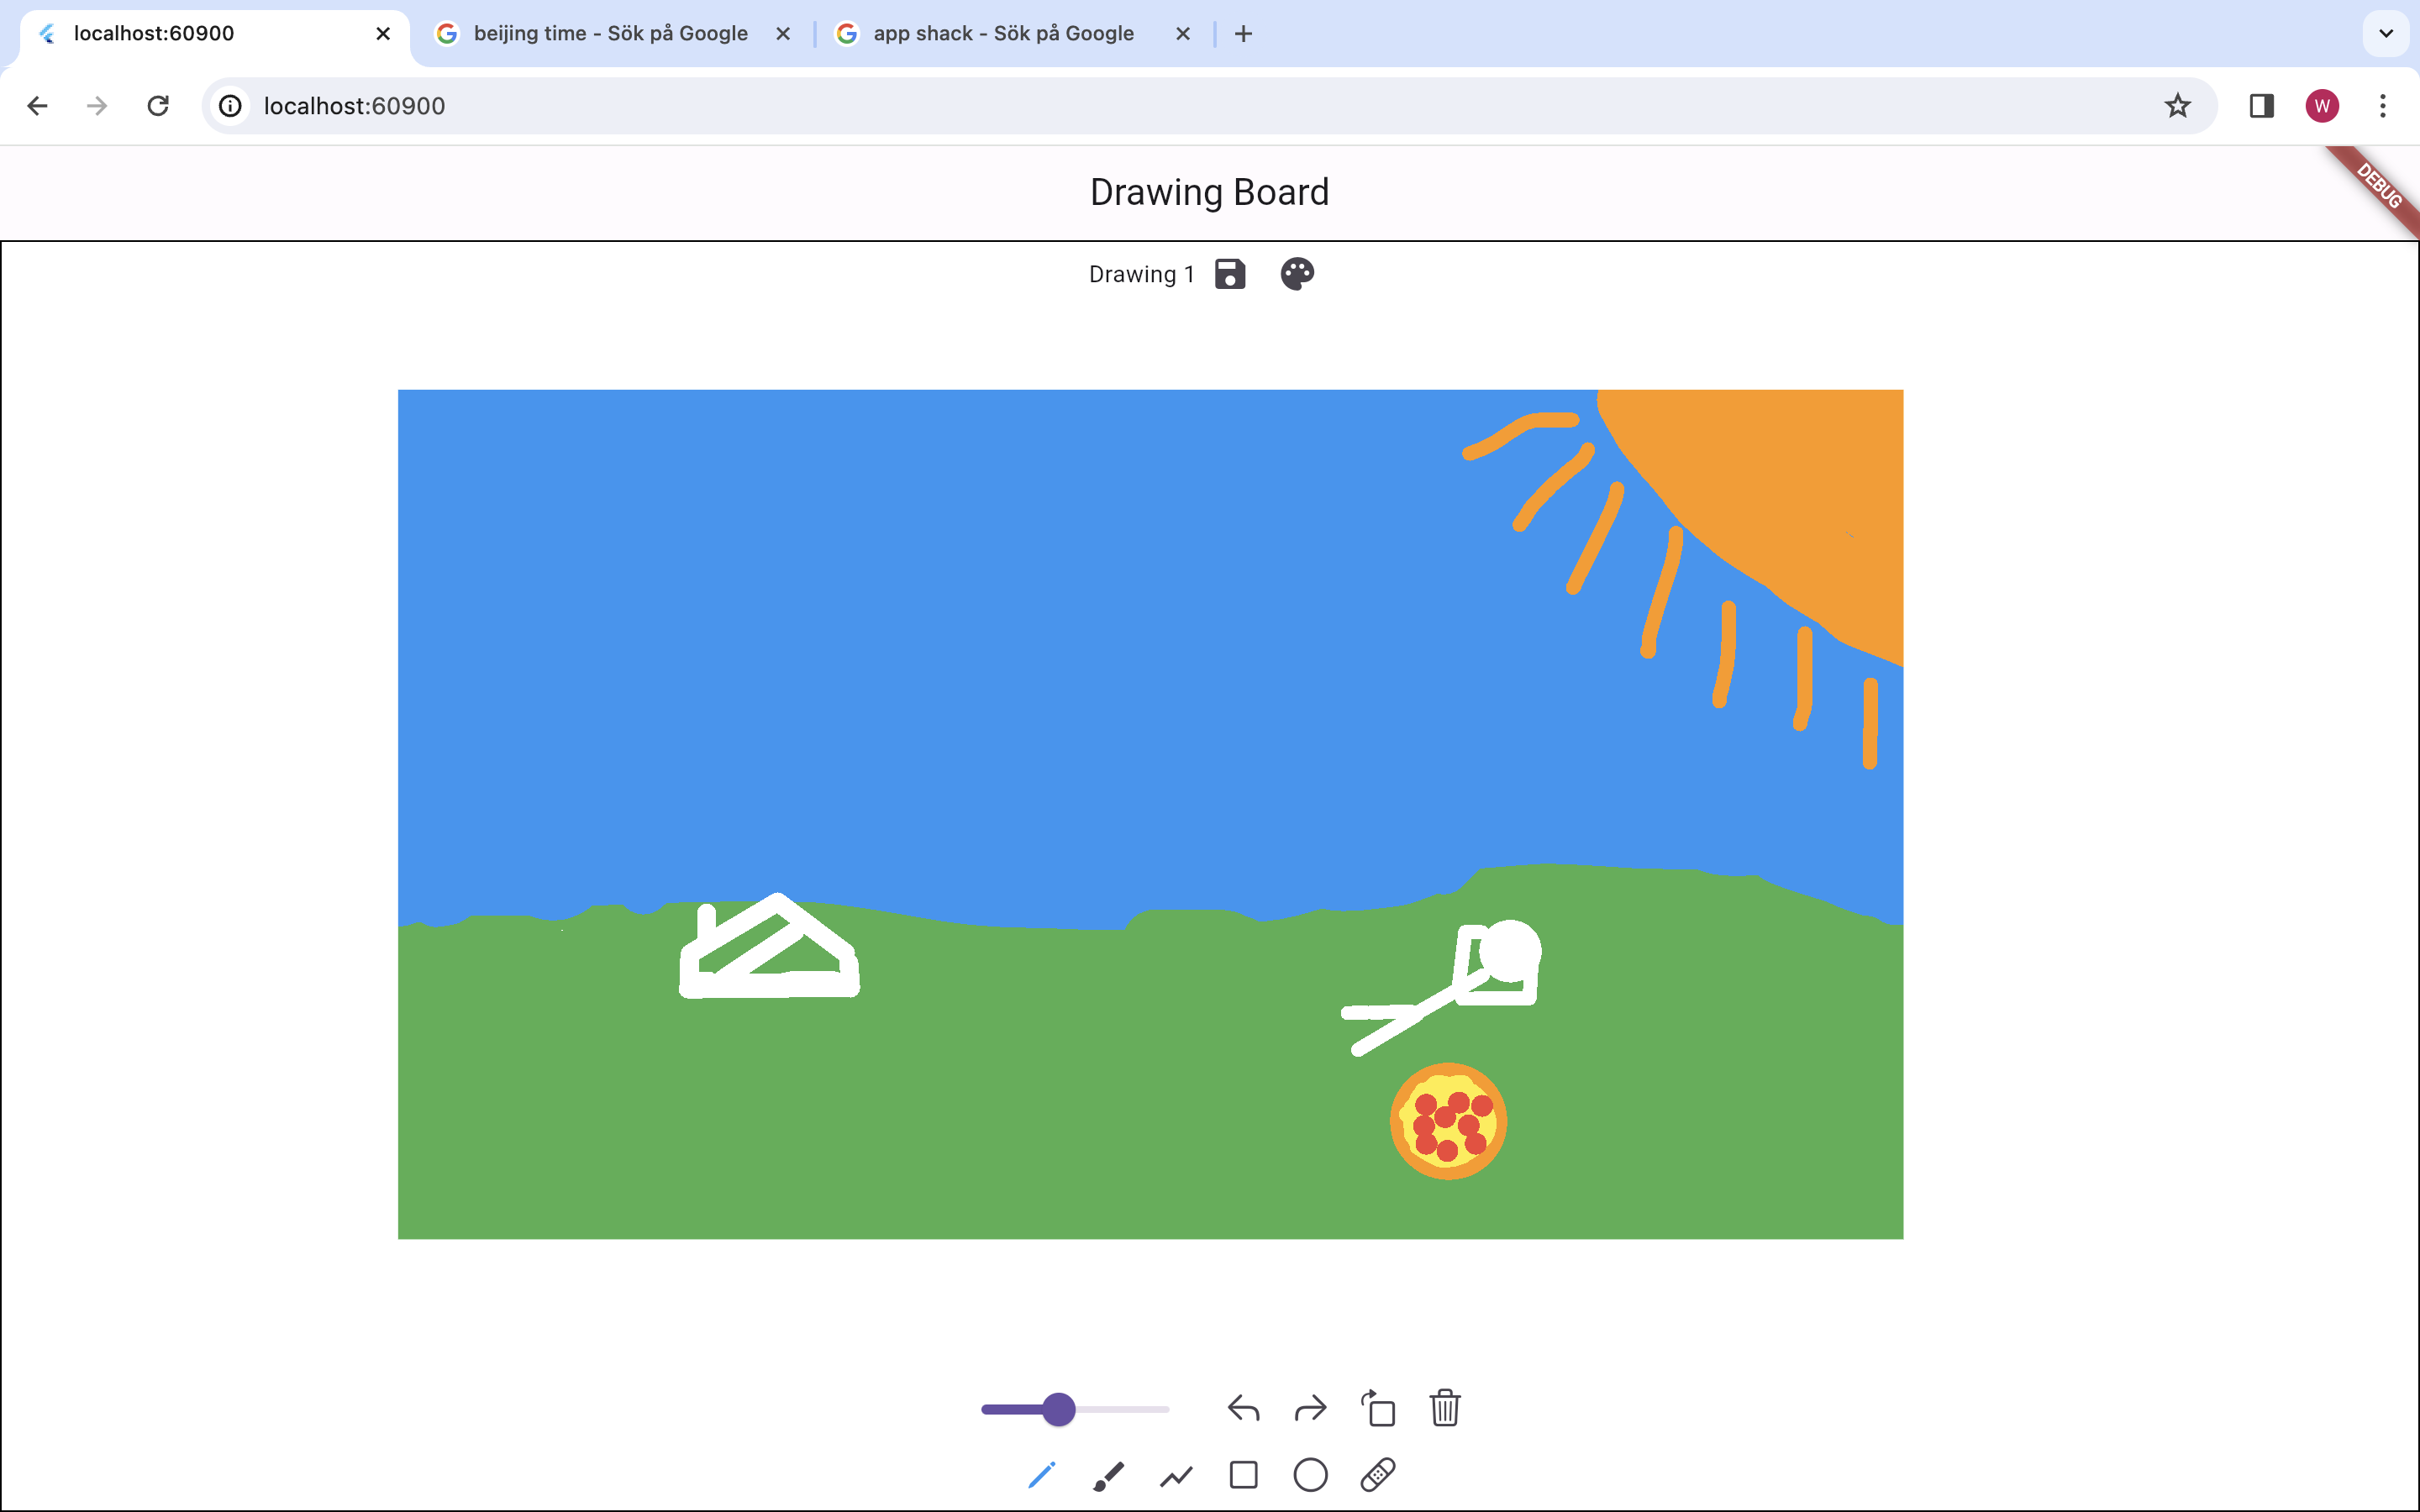 localhost:60900
beijing time - Sök på Google
app shack - Sök på Google
localhost:60900
W
Drawing Board
DEBUG
Drawing 1